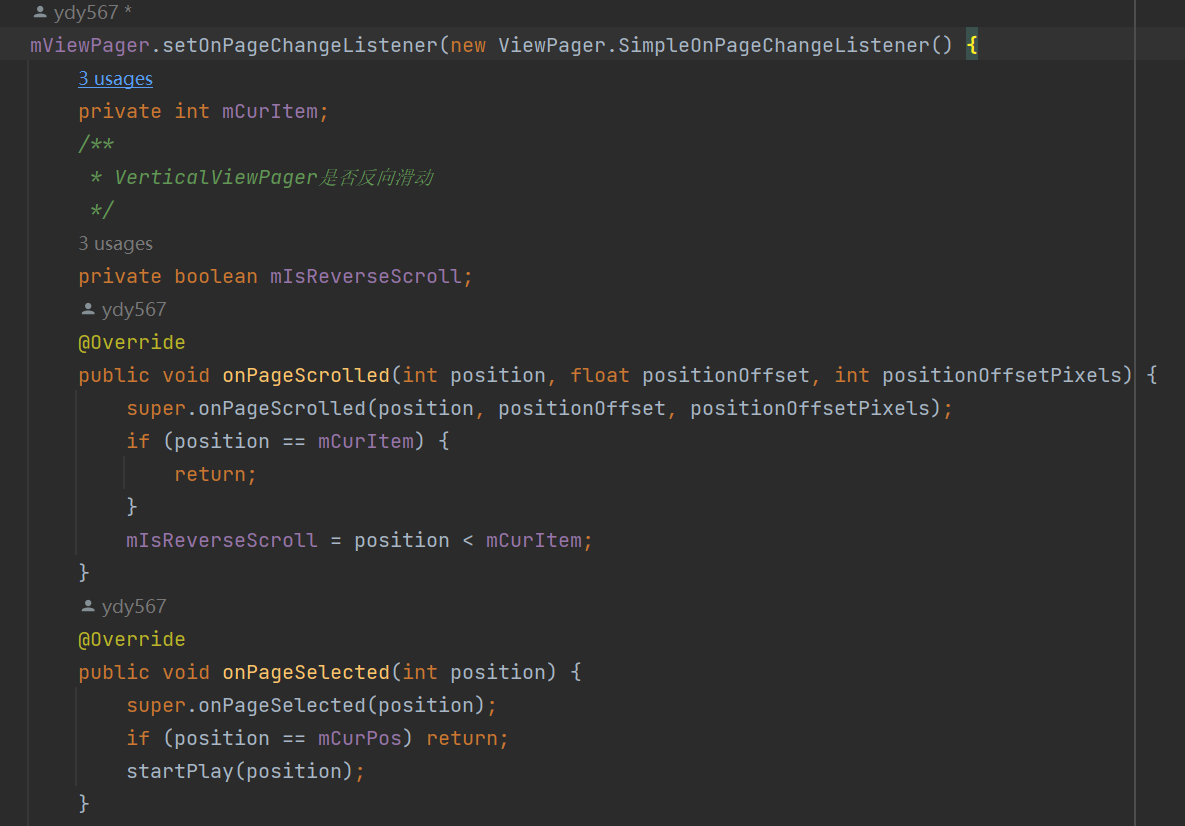 ydy567 *
mViewPager.setOnPageChangeListener(new ViewPager.SimpleOnPageChangeListener() {
3 usages
private int mCurItem;
/**
* VerticalViewPager是否反向滑动
*/
3 usages
private boolean mIsReverseScroll;
ydy567
@Override
public void onPageScrolled(int position, float positionOffset, int positionOffsetPixels) {
super.onPageScrolled(position, positionOffset, positionOffsetPixels);
if (position == mCurItem) {
return;
}
mIsReverseScroll = position < mCurItem;
}
ydy567
@Override
public void onPageSelected(int position) {
super.onPageSelected(position);
if (position == mCurPos) return;
startPlay(position);
}